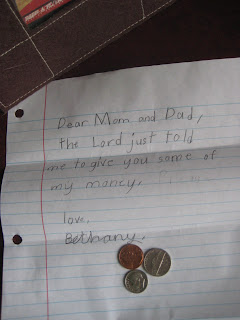 Dear Mom and Dad,
the Lord just told
me to give you some of
my money.
love,
Bethany.